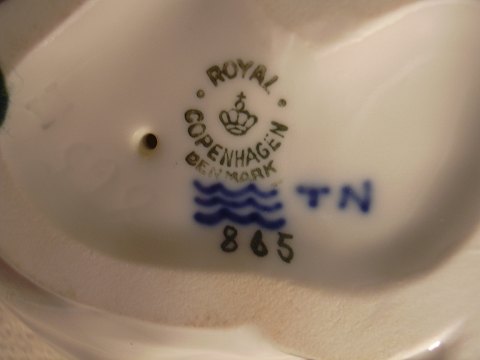 ROYAL
COPENHAGEN
DENMARK
TN
865